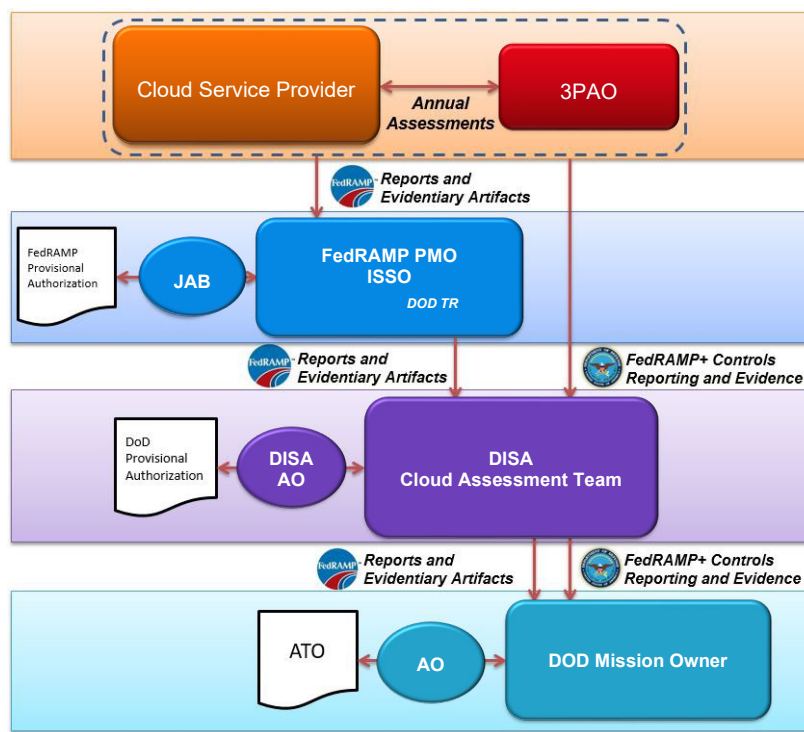 Cloud Service Provider
3PAO
Annual
Assessments
FedRAMP
- Reports and
Evidentiary Artifacts
FedRAMP
Provisional
Authorization
JAB
FedRAMP PMO
ISSO
DOD TR
FedRAMP
- Reports and
Evidentiary Artifacts
FedRAMP+ Controls
Reporting and Evidence
DoD
Provisional
Authorization
DISA
AO
DISA
Cloud Assessment Team
FedRAMP
- Reports and
Evidentiary Artifacts
FedRAMP+ Controls
Reporting and Evidence
ATO
AO
DOD Mission Owner